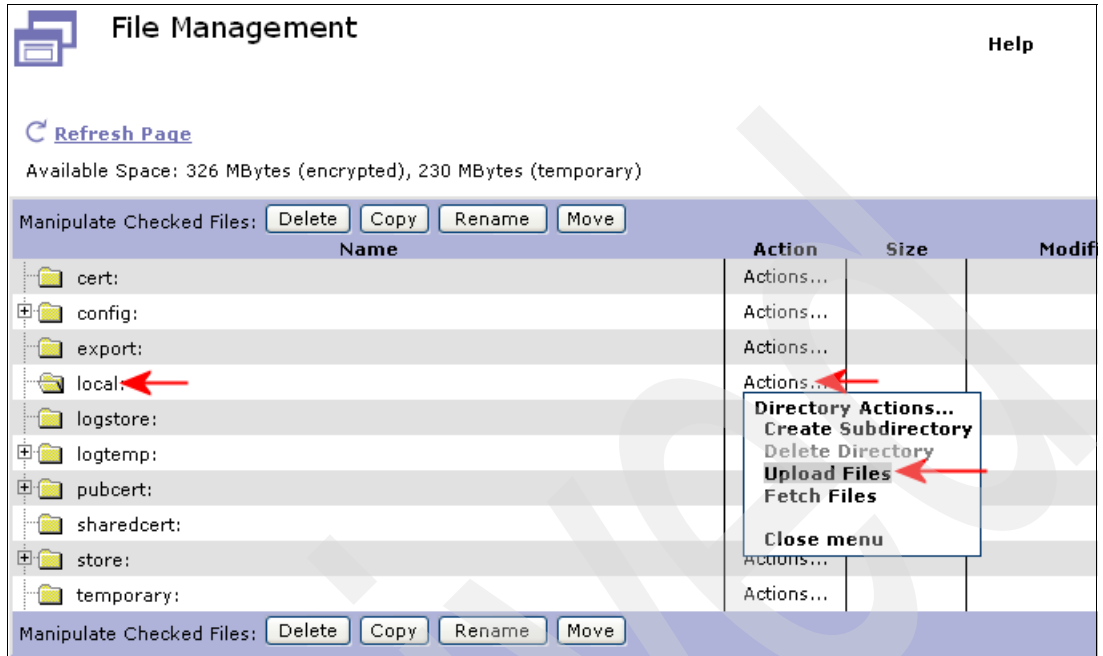 File Management
Help
Refresh Page
Available Space: 326 MBytes (encrypted), 230 MBytes (temporary)
Manipulate Checked Files: Delete Copy Rename Move
Name Action Size Modifi
cert: Actions...
config: Actions...
export: Actions...
local: Actions...
Directory Actions...
logstore:
Create Subdirectory
logtemp:
Delete Directory
Upload Files
pubcert:
Fetch Files
sharedcert:
Close menu
store: Actions...
temporary: Actions...
Manipulate Checked Files: Delete Copy Rename Move